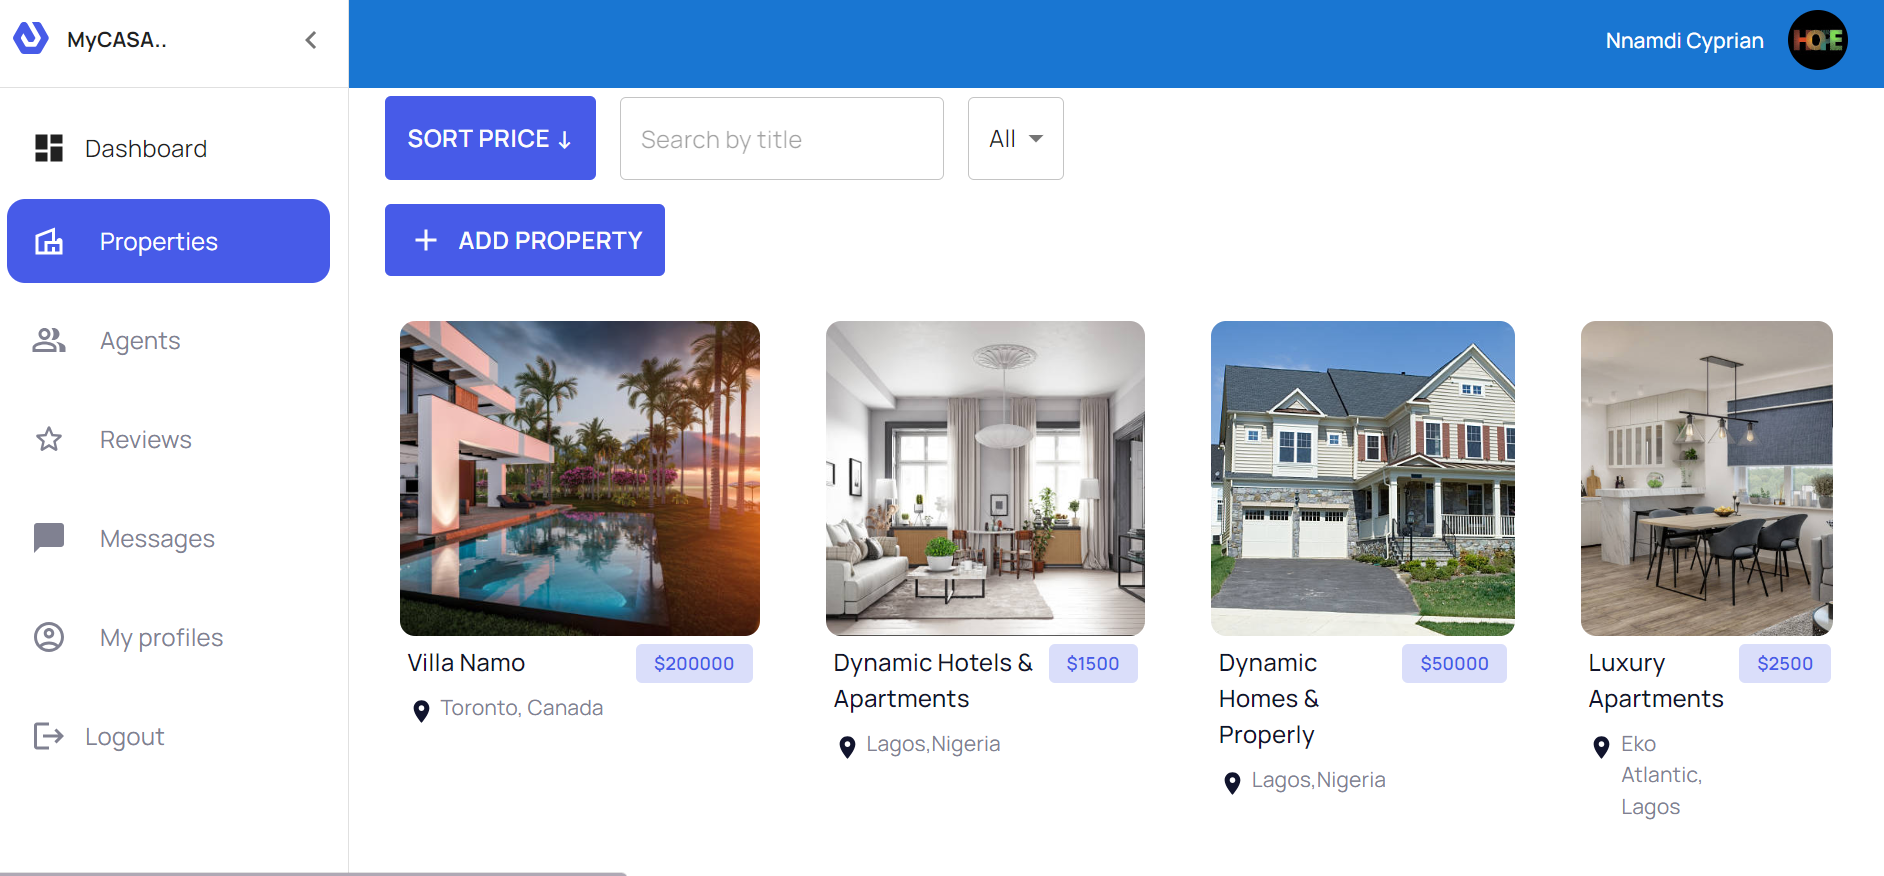 MyCASA..
Nnamdi Cyprian
HOPE
Dashboard
Properties
Agents
Reviews
Messages
My profiles
Logout
SORT PRICE ↓
Search by title
All
+ ADD PROPERTY
Villa Namo
$200000
Toronto, Canada
Dynamic Hotels &
Apartments
$1500
Lagos,Nigeria
Dynamic
Homes &
Properly
$50000
Lagos,Nigeria
Luxury
Apartments
$2500
Eko
Atlantic,
Lagos